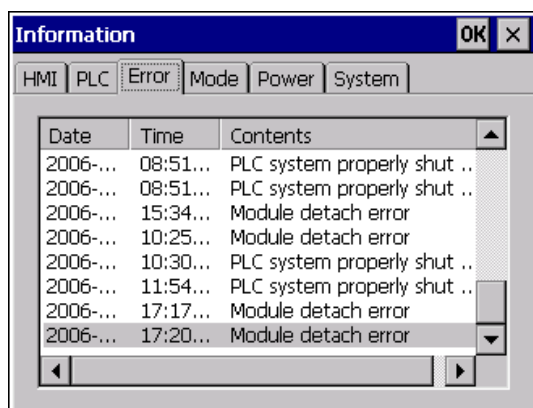 Information OK ×
HMI PLC Error Mode Power System
Date Time Contents
2006-... 08:51... PLC system properly shut ..
2006-... 08:51... PLC system properly shut ..
2006-... 15:34... Module detach error
2006-... 10:25... Module detach error
2006-... 10:30... PLC system properly shut ..
2006-... 11:54... PLC system properly shut ..
2006-... 17:17... Module detach error
2006-... 17:20... Module detach error